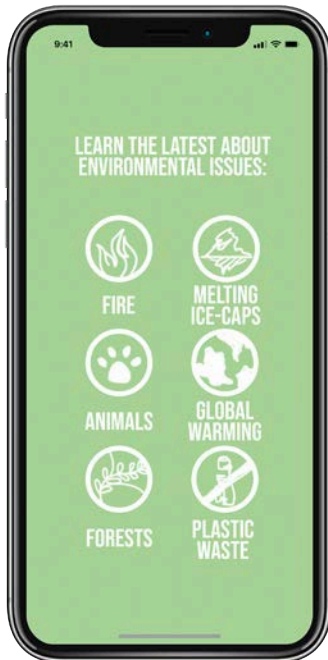 9:41
LEARN THE LATEST ABOUT
ENVIRONMENTAL ISSUES:
FIRE
MELTING
ICE-CAPS
ANIMALS
GLOBAL
WARMING
FORESTS
PLASTIC
WASTE